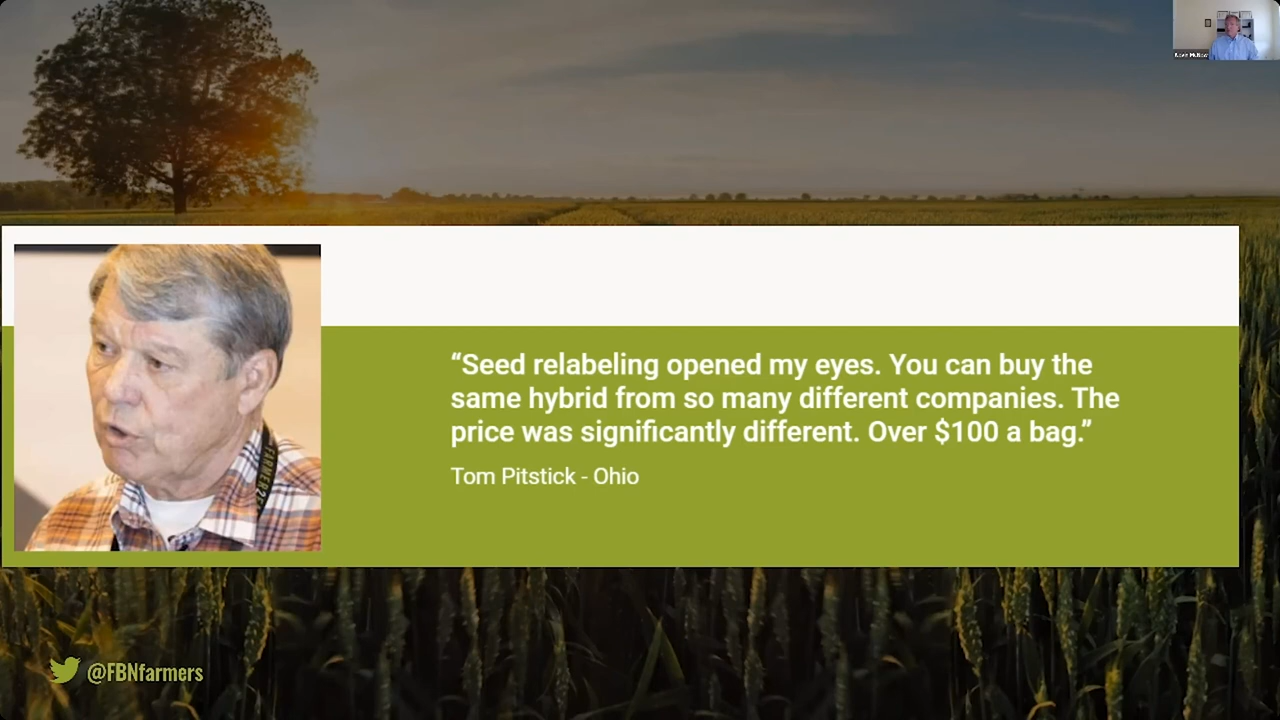 “Seed relabeling opened my eyes. You can buy the
same hybrid from so many different companies. The
price was significantly different. Over $100 a bag.”
Tom Pitstick - Ohio
@FBNfarmers